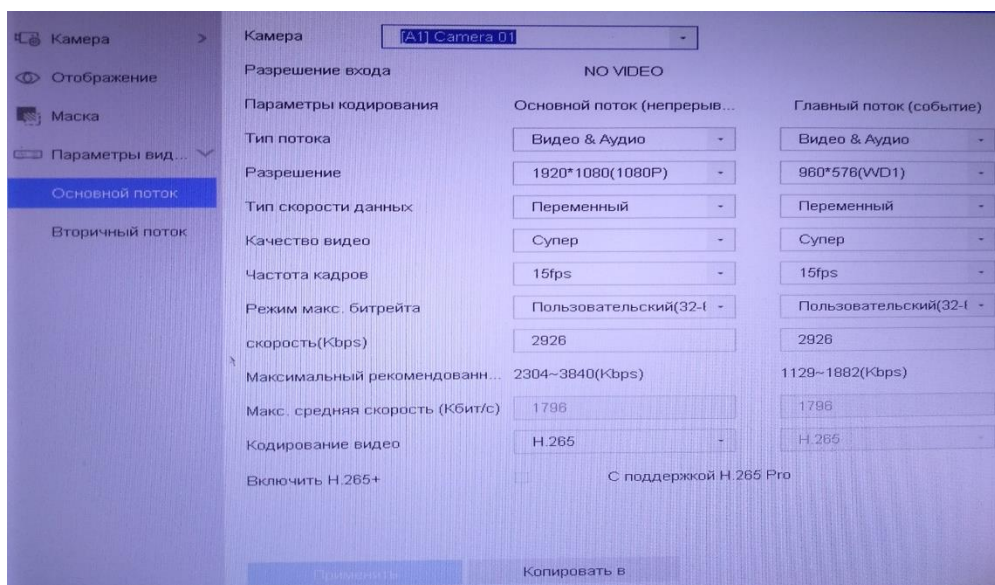 Камера
Отображение
Маска
Параметры вид...
Основной поток
Вторичный поток
Камера [A1] Camera 01
Разрешение входа NO VIDEO
Параметры кодирования Основной поток (непрерыв... Главный поток (событие)
Тип потока Видео & Аудио Видео & Аудио
Разрешение 1920*1080(1080P) 960*576(WD1)
Тип скорости данных Переменный Переменный
Качество видео Супер Супер
Частота кадров 15fps 15fps
Режим макс. битрейта Пользовательский(32- Пользовательский(32-
скорость(Kbps) 2926 2926
Максимальный рекомендованн... 2304~3840(Kbps) 1129~1882(Kbps)
Макс. средняя скорость (Кбит/с) 1796 1796
Кодирование видео H.265 H.265
Включить H.265+ С поддержкой H.265 Pro
Применить Копировать в